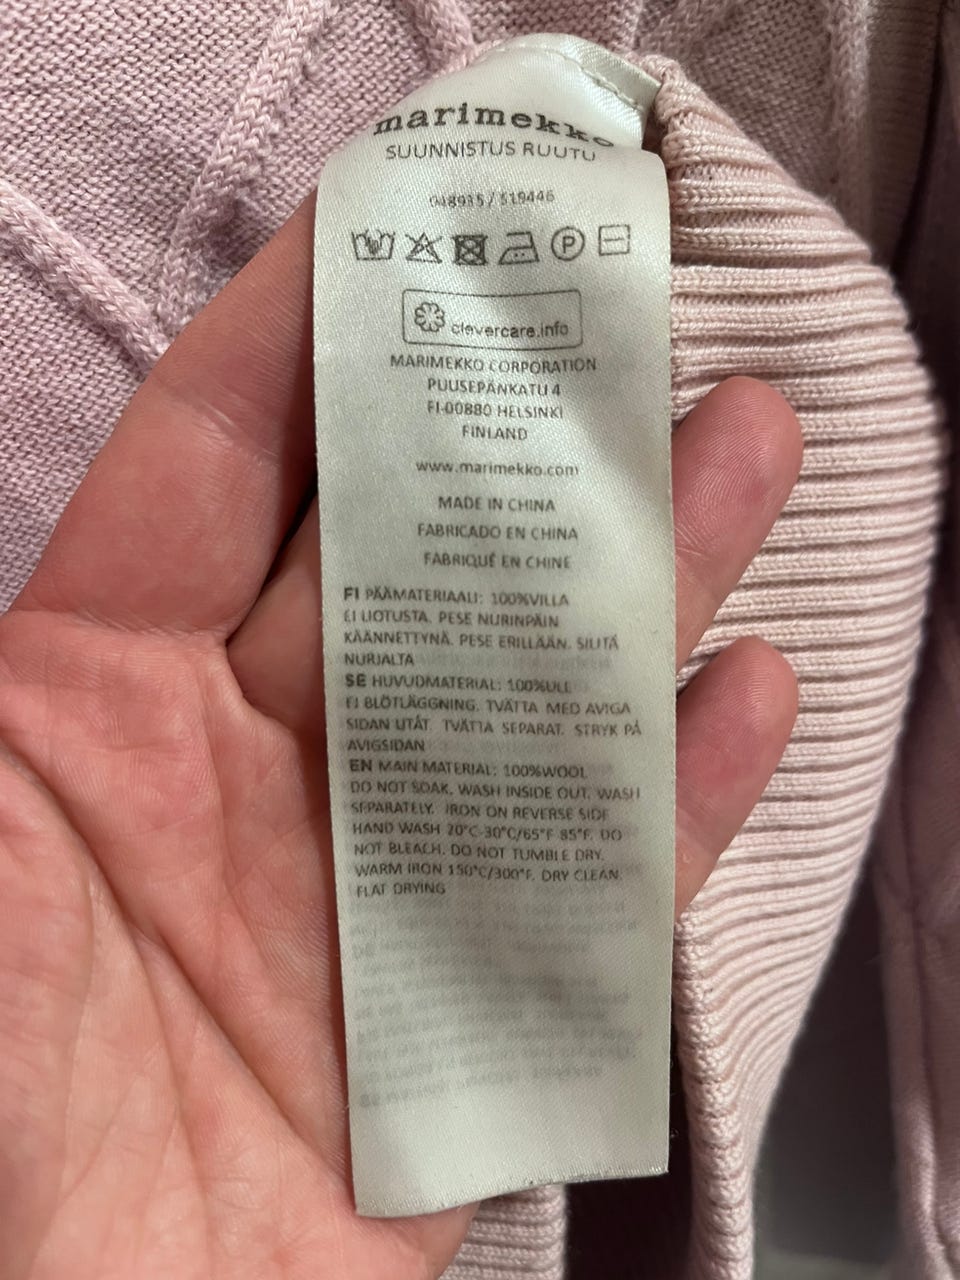 marimekko
SUUNNISTUS RUUTU
048915 / 519446
P
clevercare.info
MARIMEKKO CORPORATION
PUUSEPÄNKATU 4
FI-00880 HELSINKI
FINLAND
www.marimekko.com
MADE IN CHINA
FABRICADO EN CHINA
FABRIQUÉ EN CHINE
FI PÄÄMATERIAALI: 100%VILLA
EI LIOTUSTA. PESE NURINPÄIN
KÄÄNNETTYNÄ. PESE ERILLÄÄN. SILITÄ
NURJALTA
SE HUVUDMATERIAL: 100%ULL
EJ BLÖTLÄGGNING. TVÄTTA MED AVIGA
SIDAN UTÅT. TVÄTTA SEPARAT. STRYK PÅ
AVIGSIDAN
EN MAIN MATERIAL: 100%WOOL
DO NOT SOAK. WASH INSIDE OUT. WASH
SEPARATELY. IRON ON REVERSE SIDE
HAND WASH 20°C-30°C/65°F 85°F. DO
NOT BLEACH. DO NOT TUMBLE DRY.
WARM IRON 150°C/300°F. DRY CLEAN.
FLAT DRYING